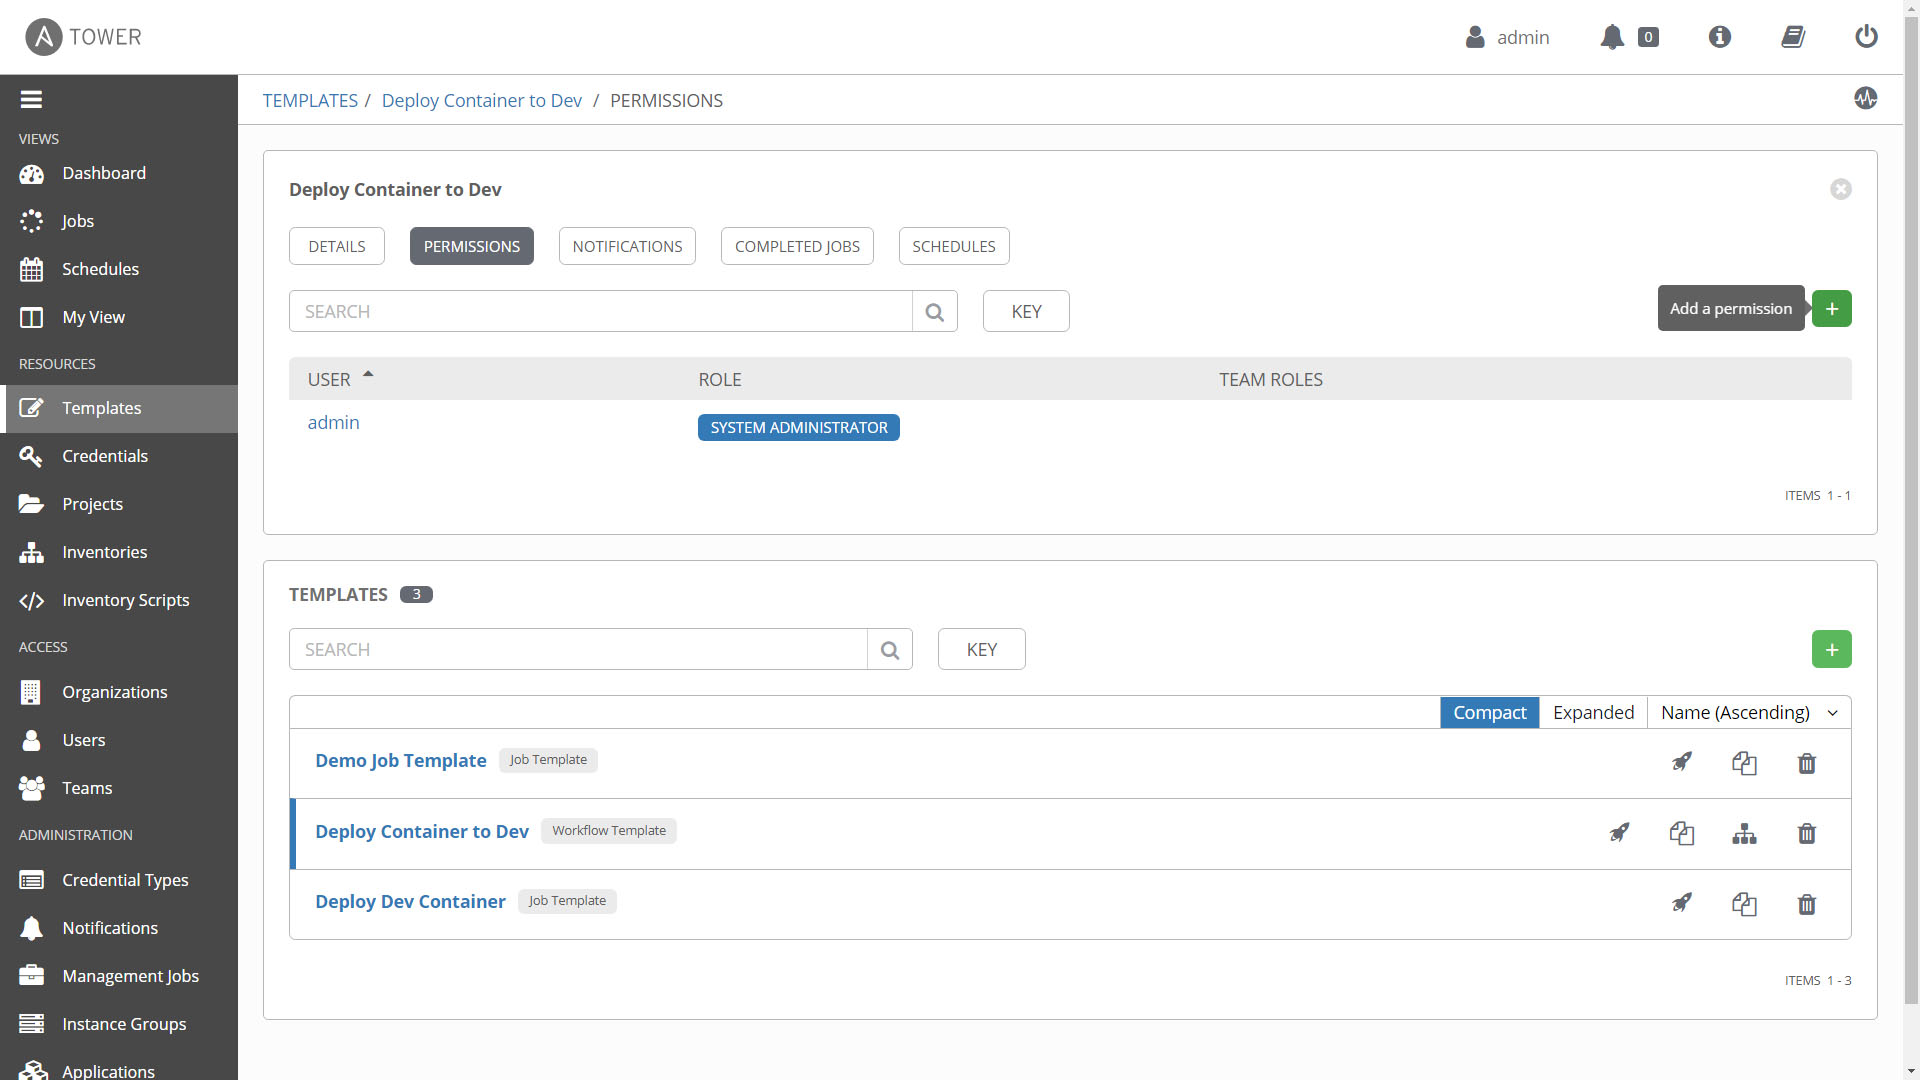 A TOWER
admin
0
TEMPLATES / Deploy Container to Dev / PERMISSIONS
VIEWS
Dashboard
Jobs
Schedules
My View
RESOURCES
Templates
Credentials
Projects
Inventories
Inventory Scripts
ACCESS
Organizations
Users
Teams
ADMINISTRATION
Credential Types
Notifications
Management Jobs
Instance Groups
Applications
Deploy Container to Dev
DETAILS PERMISSIONS NOTIFICATIONS COMPLETED JOBS SCHEDULES
SEARCH KEY Add a permission +
USER ROLE TEAM ROLES
admin SYSTEM ADMINISTRATOR
ITEMS 1 - 1
TEMPLATES 3
SEARCH KEY +
Compact Expanded Name (Ascending)
Demo Job Template Job Template
Deploy Container to Dev Workflow Template
Deploy Dev Container Job Template
ITEMS 1 - 3